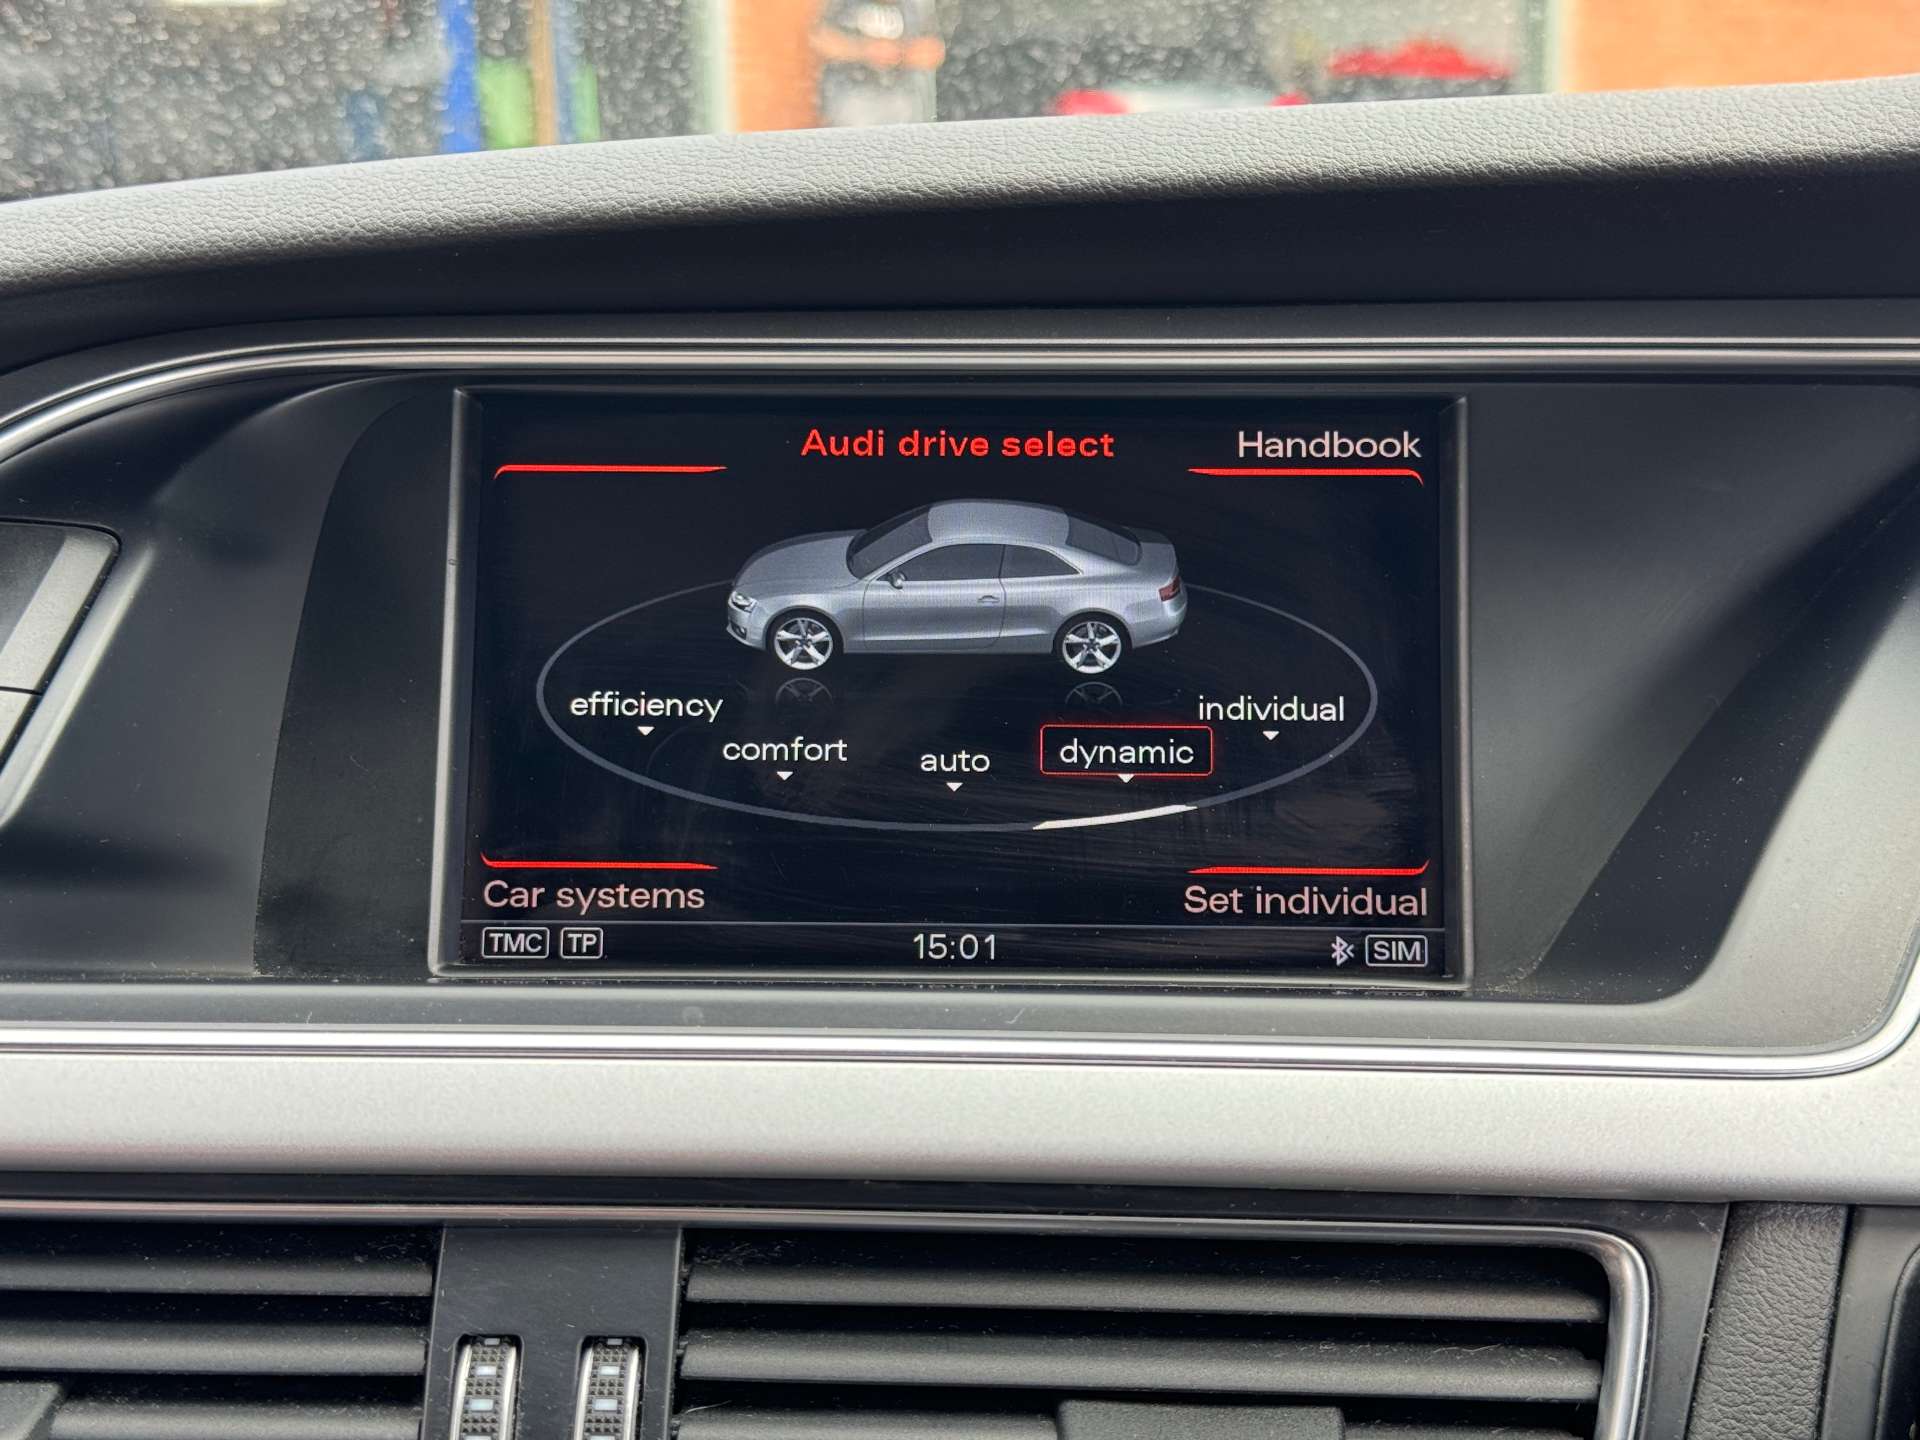 Audi drive select
Handbook
efficiency
comfort
auto
dynamic
individual
Car systems
Set individual
TMC TP
15:01
SIM